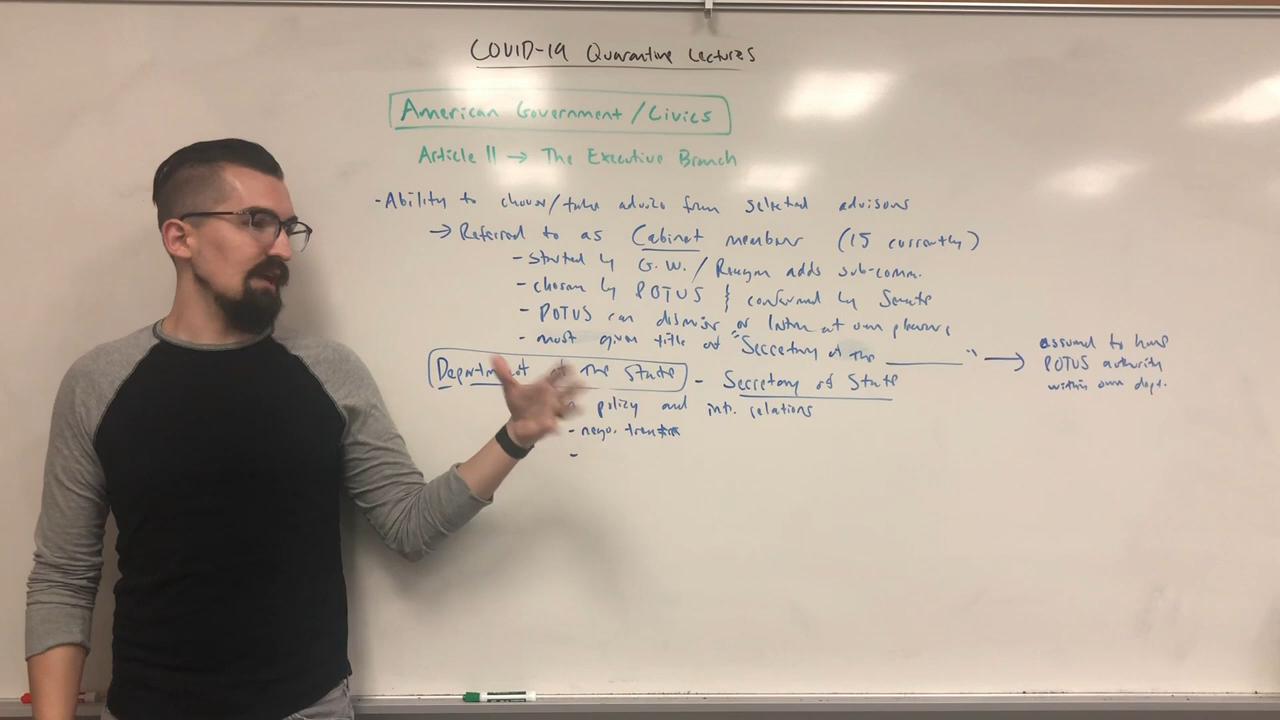 COVID-19 Quarantine Lectures
American Government/Civics
Article II → The Executive Branch
- Ability to choose/take advice from selected advisors
→ Referred to as Cabinet members (15 currently)
- Started by G.W. / Reagan adds sub-comm.
- chosen by POTUS & confirmed by Senate
- POTUS can dismiss or listen at own pleasure
- most given title of "Secretary of the ______" → assumed to have POTUS authority within own dept.
Department of the State - Secretary of State
policy and int. relations
- nego.
-